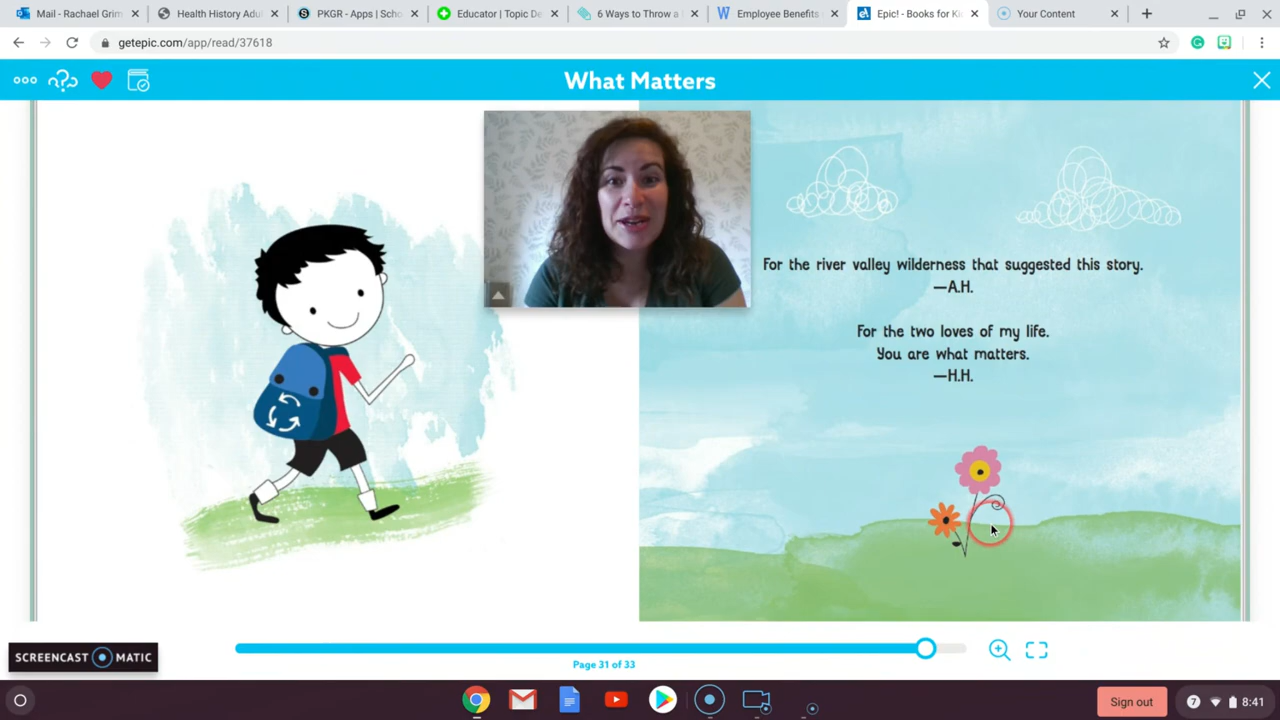 Mail - Rachael Grim
Health History Adu
PKGR - Apps | Scho
Educator | Topic De
6 Ways to Throw a
Employee Benefits
Epic! - Books for Ki
Your Content
getepic.com/app/read/37618
What Matters
For the river valley wilderness that suggested this story.
—A.H.
For the two loves of my life.
You are what matters.
—H.H.
SCREENCAST MATIC
Page 31 of 33
Sign out
7
8:41